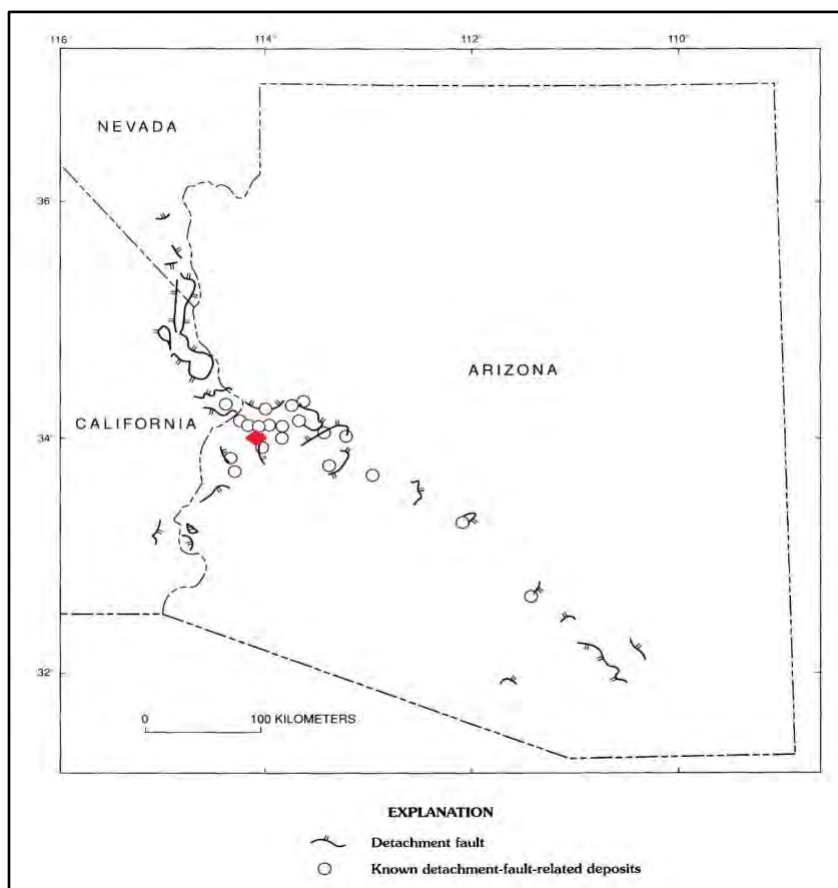 116°
114°
112°
110°
NEVADA
36°
ARIZONA
CALIFORNIA
34°
32°
0 100 KILOMETERS
EXPLANATION
Detachment fault
Known detachment-fault-related deposits